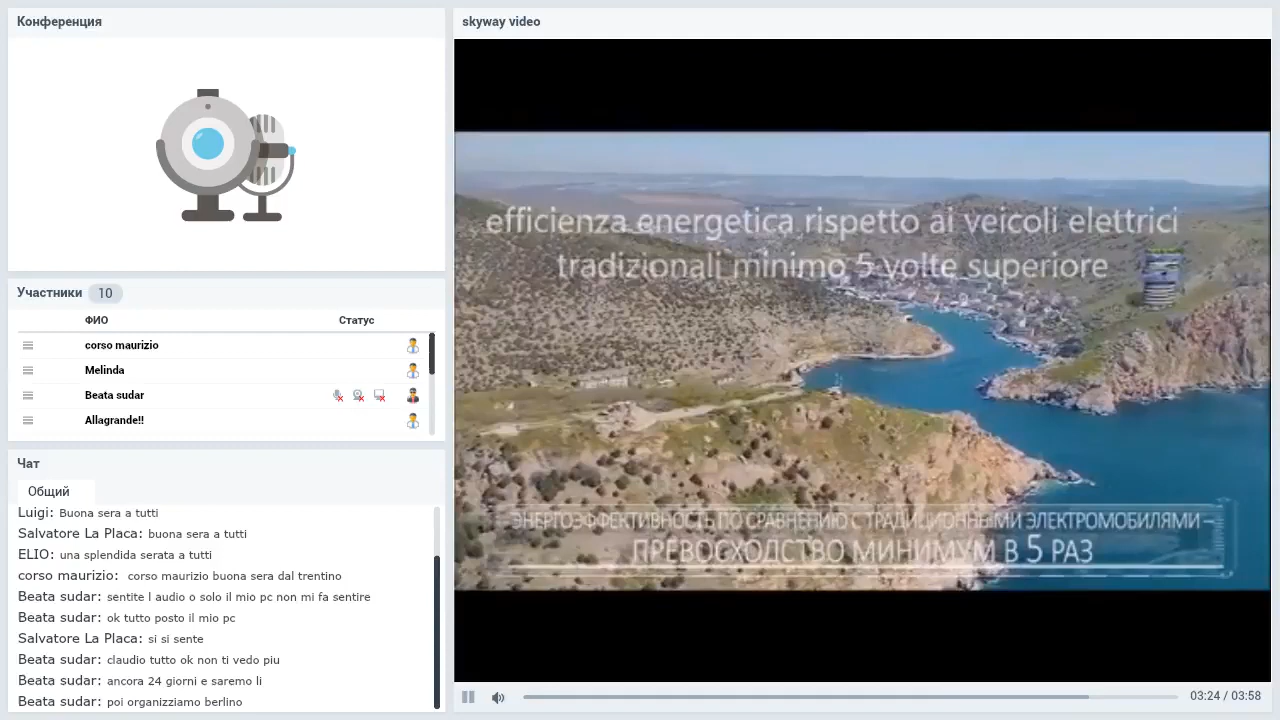 Конференция
Участники 10
ФИО Статус
corso maurizio
Melinda
Beata sudar
Allagrande!!
Чат
Общий
Luigi: Buona sera a tutti
Salvatore La Placa: buona sera a tutti
ELIO: una splendida serata a tutti
corso maurizio: corso maurizio buona sera dal trentino
Beata sudar: sentite l audio o solo il mio pc non mi fa sentire
Beata sudar: ok tutto posto il mio pc
Salvatore La Placa: si si sente
Beata sudar: claudio tutto ok non ti vedo piu
Beata sudar: ancora 24 giorni e saremo li
Beata sudar: poi organizziamo berlino
skyway video
efficienza energetica rispetto ai veicoli elettrici
tradizionali minimo 5 volte superiore
ЭНЕРГОЭФФЕКТИВНОСТЬ ПО СРАВНЕНИЮ С ТРАДИЦИОННЫМИ ЭЛЕКТРОМОБИЛЯМИ –
ПРЕВОСХОДСТВО МИНИМУМ В 5 РАЗ
03:24 / 03:58